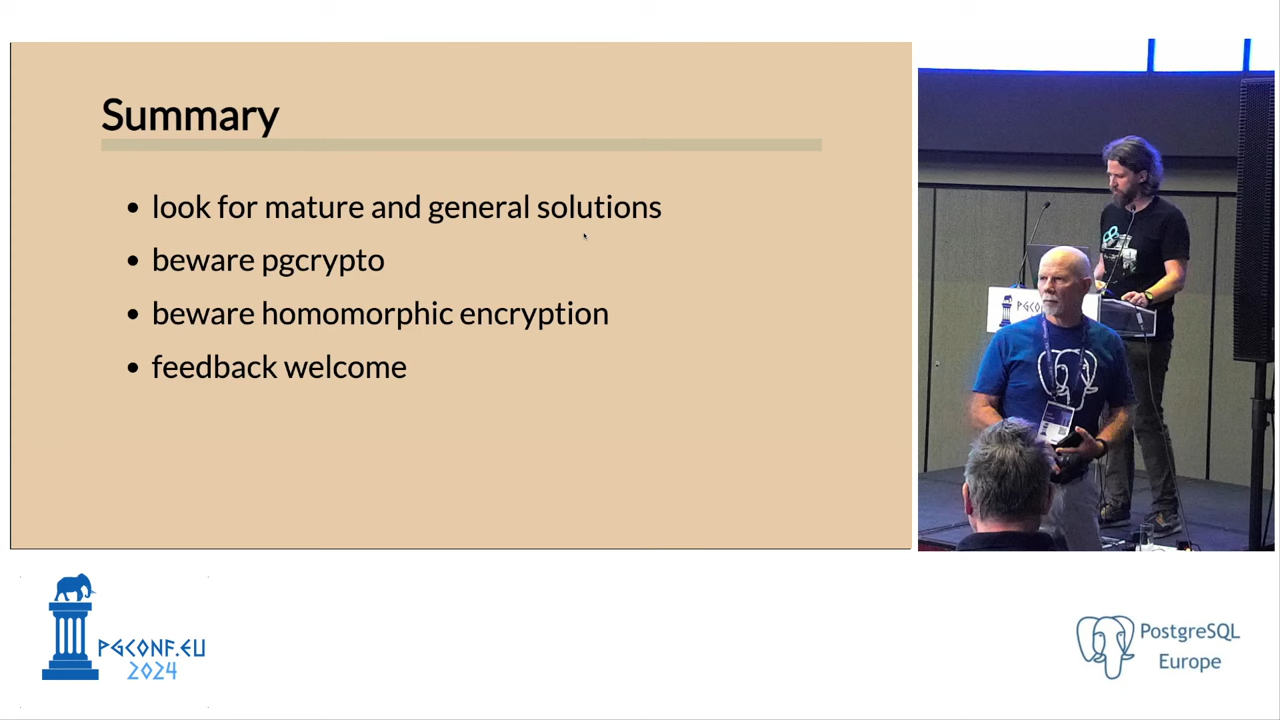 Summary
look for mature and general solutions
beware pgcrypto
beware homomorphic encryption
feedback welcome
PGCONF.EU
2024
PostgreSQL
Europe